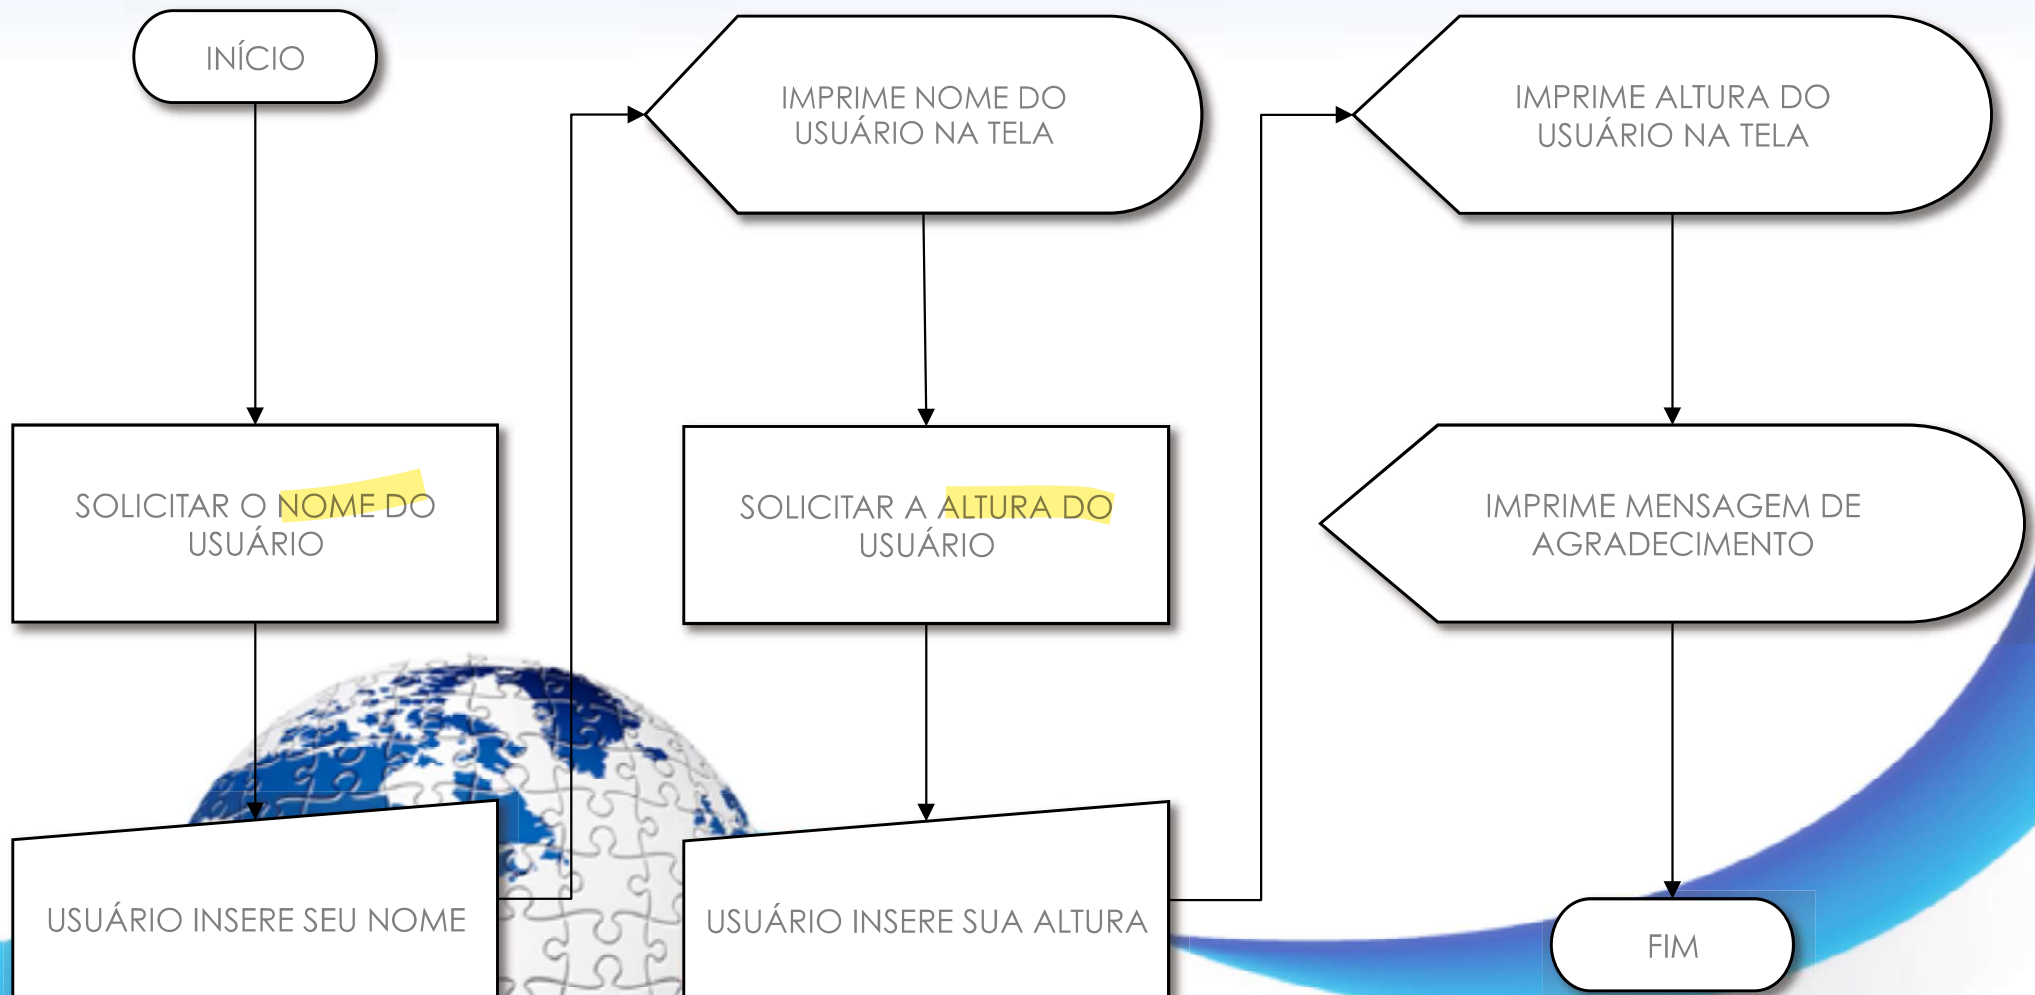 INÍCIO
SOLICITAR O NOME DO
USUÁRIO
USUÁRIO INSERE SEU NOME
IMPRIME NOME DO
USUÁRIO NA TELA
SOLICITAR A ALTURA DO
USUÁRIO
USUÁRIO INSERE SUA ALTURA
IMPRIME ALTURA DO
USUÁRIO NA TELA
IMPRIME MENSAGEM DE
AGRADECIMENTO
FIM